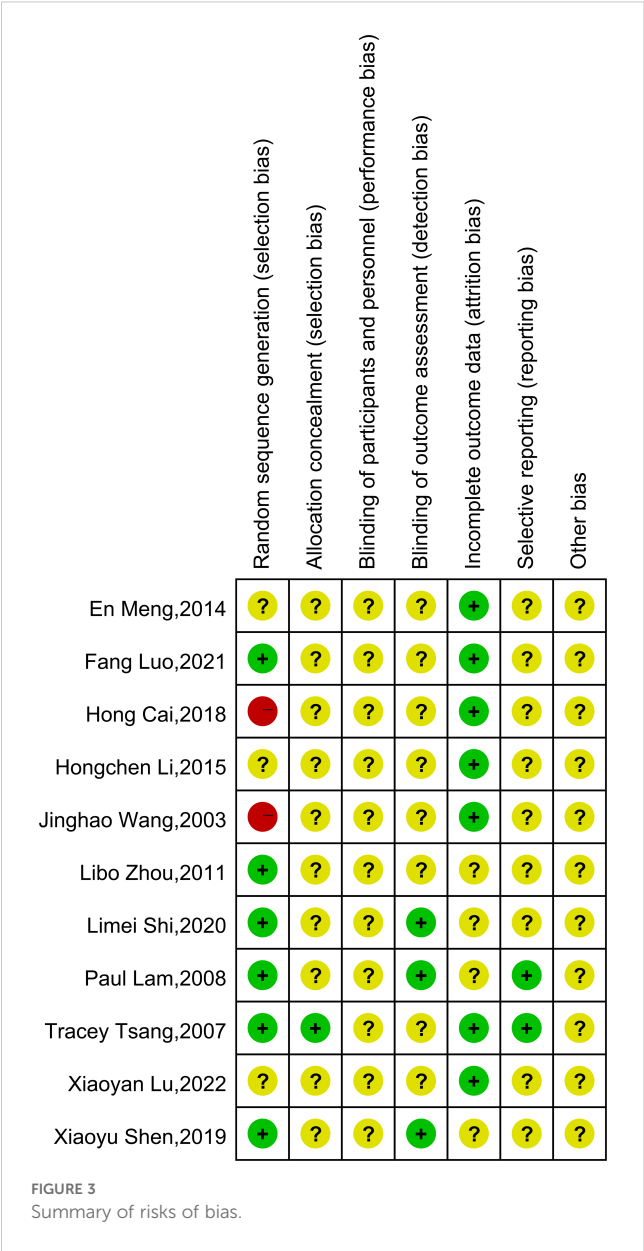 Random sequence generation (selection bias)
Allocation concealment (selection bias)
Blinding of participants and personnel (performance bias)
Blinding of outcome assessment (detection bias)
Incomplete outcome data (attrition bias)
Selective reporting (reporting bias)
Other bias
En Meng,2014 ? ? ? ? + ? ?
Fang Luo,2021 + ? ? ? + ? ?
Hong Cai,2018 – ? ? ? + ? ?
Hongchen Li,2015 ? ? ? ? + ? ?
Jinghao Wang,2003 – ? ? ? + ? ?
Libo Zhou,2011 + ? ? ? ? ? ?
Limei Shi,2020 + ? ? + ? ? ?
Paul Lam,2008 + ? ? + ? + ?
Tracey Tsang,2007 + + ? ? + + ?
Xiaoyan Lu,2022 ? ? ? ? + ? ?
Xiaoyu Shen,2019 + ? ? + ? ? ?
FIGURE 3
Summary of risks of bias.